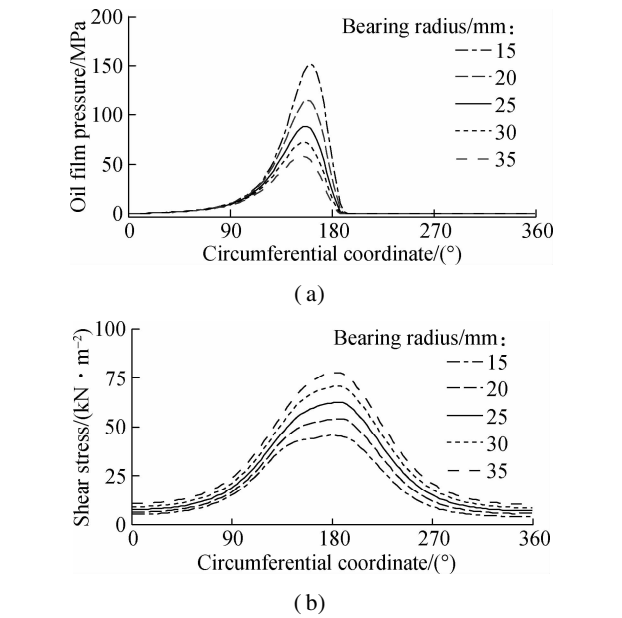 Bearing radius/mm:
15
20
25
30
35
200
150
100
50
0
Oil film pressure/MPa
0 90 180 270 360
Circumferential coordinate/(°)
(a)
Bearing radius/mm:
15
20
25
30
35
100
75
50
25
0
Shear stress/(kN·m⁻²)
0 90 180 270 360
Circumferential coordinate/(°)
(b)